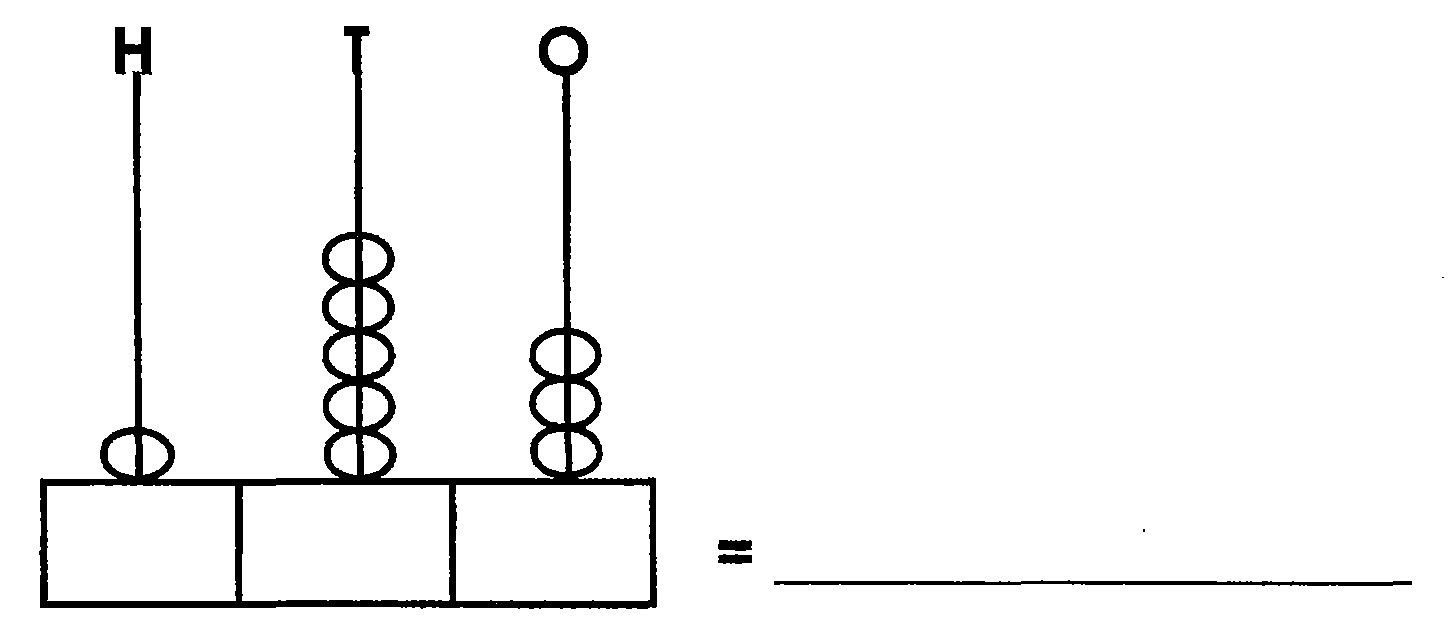 H T O
=